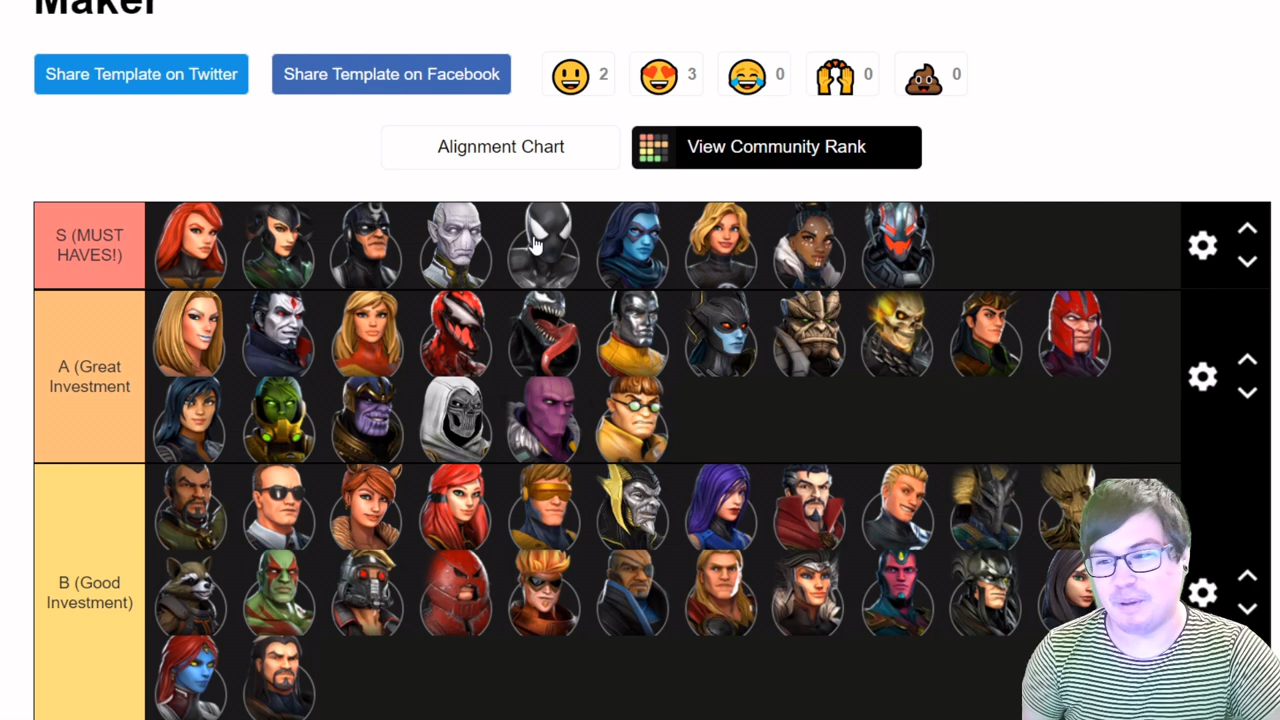 Maker
Share Template on Twitter
Share Template on Facebook
2
3
0
0
0
Alignment Chart
View Community Rank
S (MUST
HAVES!)
A (Great
Investment
B (Good
Investment)